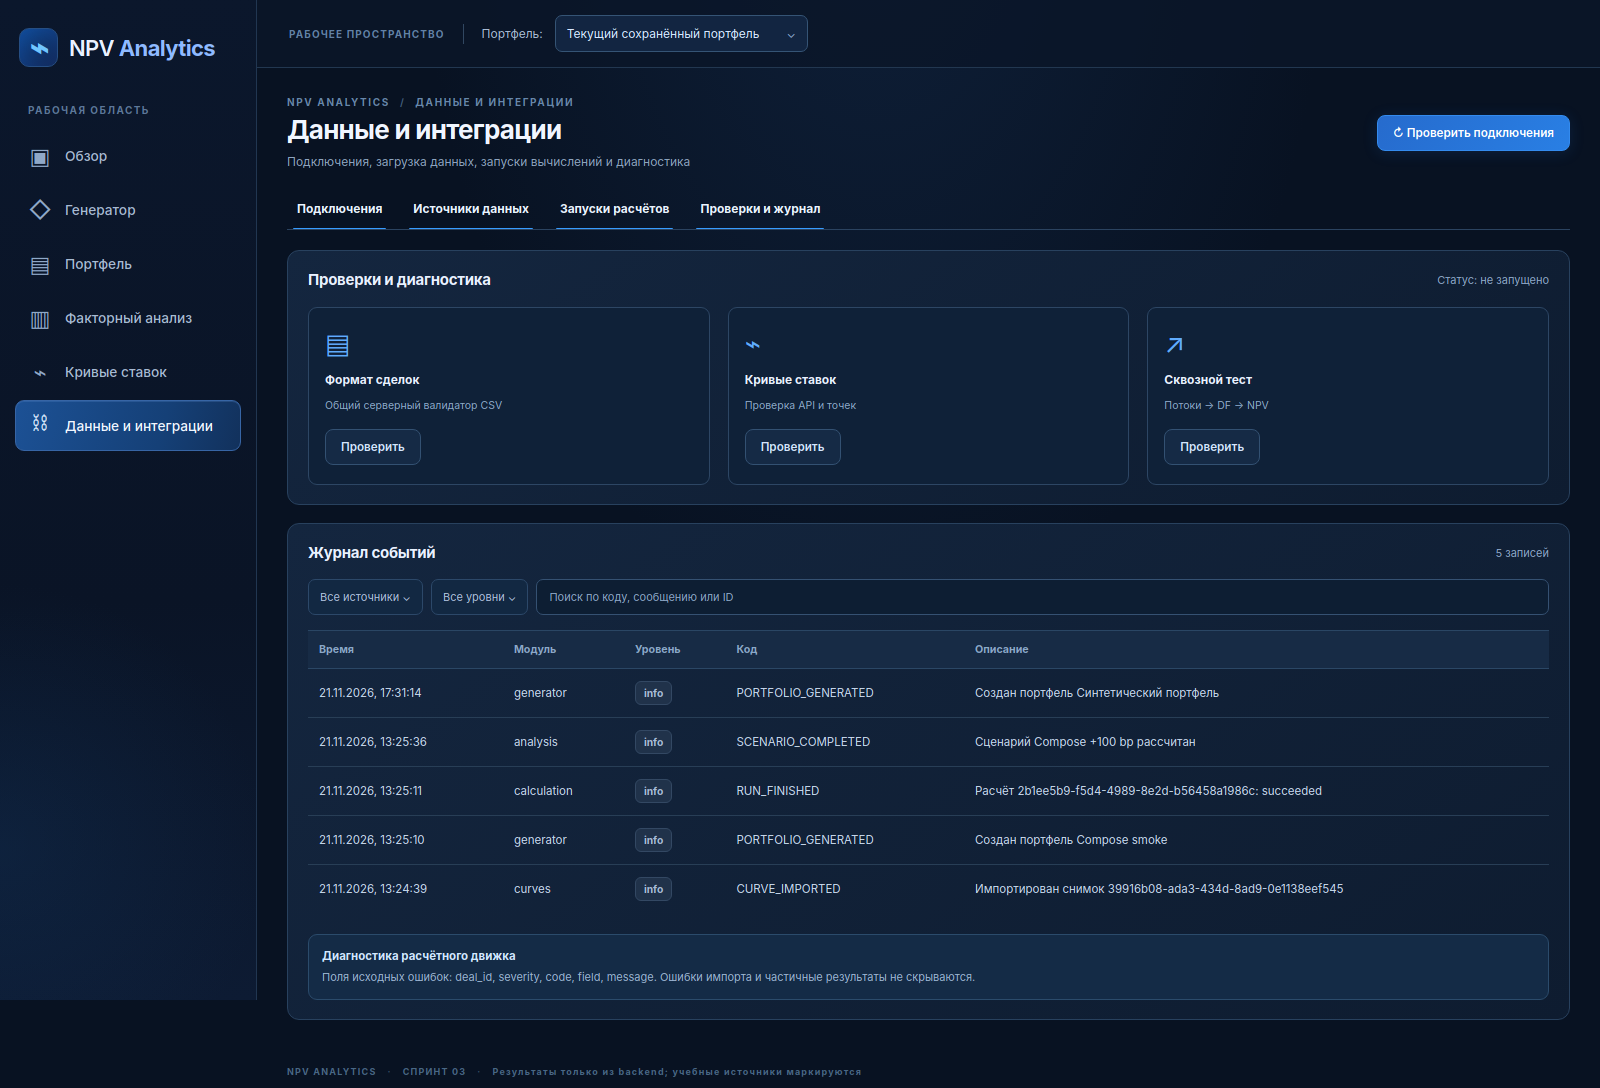 NPV Analytics
РАБОЧАЯ ОБЛАСТЬ
Обзор
Генератор
Портфель
Факторный анализ
Кривые ставок
Данные и интеграции
РАБОЧЕЕ ПРОСТРАНСТВО
Портфель:
Текущий сохранённый портфель
NPV ANALYTICS / ДАННЫЕ И ИНТЕГРАЦИИ
Данные и интеграции
Подключения, загрузка данных, запуски вычислений и диагностика
↻ Проверить подключения
Подключения Источники данных Запуски расчётов Проверки и журнал
Проверки и диагностика
Статус: не запущено
Формат сделок
Общий серверный валидатор CSV
Проверить
Кривые ставок
Проверка API и точек
Проверить
Сквозной тест
Потоки → DF → NPV
Проверить
Журнал событий
5 записей
Все источники
Все уровни
Поиск по коду, сообщению или ID
Время Модуль Уровень Код Описание
21.11.2026, 17:31:14 generator info PORTFOLIO_GENERATED Создан портфель Синтетический портфель
21.11.2026, 13:25:36 analysis info SCENARIO_COMPLETED Сценарий Compose +100 bp рассчитан
21.11.2026, 13:25:11 calculation info RUN_FINISHED Расчёт 2b1ee5b9-f5d4-4989-8e2d-b56458a1986c: succeeded
21.11.2026, 13:25:10 generator info PORTFOLIO_GENERATED Создан портфель Compose smoke
21.11.2026, 13:24:39 curves info CURVE_IMPORTED Импортирован снимок 39916b08-ada3-434d-8ad9-0e1138eef545
Диагностика расчётного движка
Поля исходных ошибок: deal_id, severity, code, field, message. Ошибки импорта и частичные результаты не скрываются.
NPV ANALYTICS · СПРИНТ 03 · Результаты только из backend; учебные источники маркируются